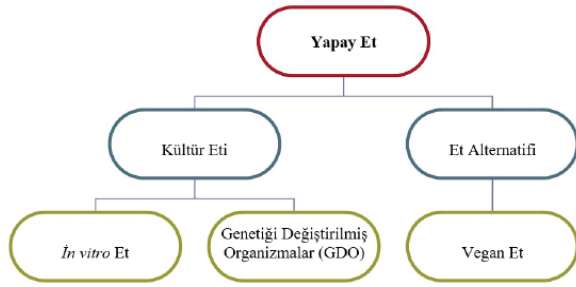 Yapay Et
Kültür Eti
Et Alternatifi
İn vitro Et
Genetiği Değiştirilmiş
Organizmalar (GDO)
Vegan Et